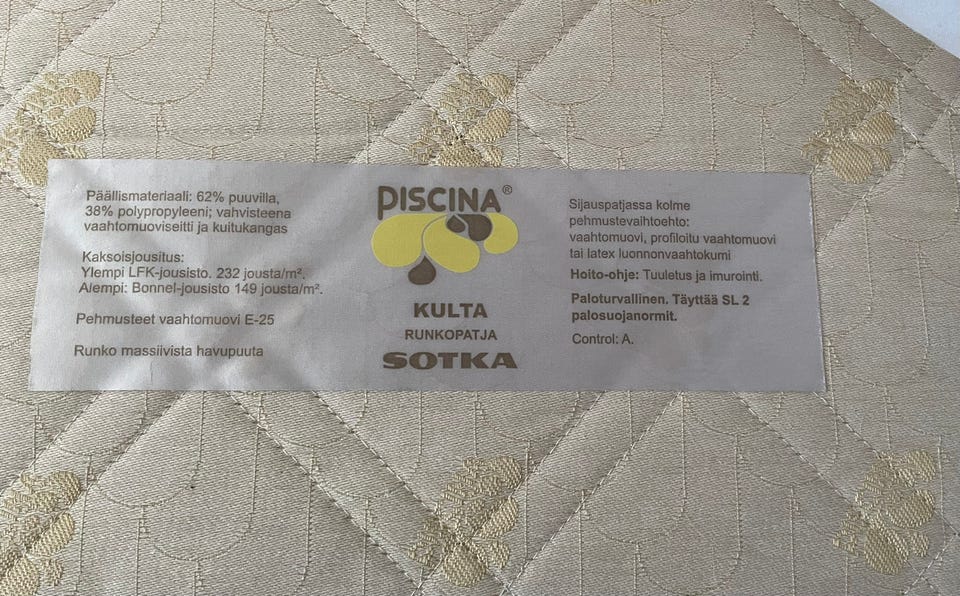 Päällismateriaali: 62% puuvilla,
38% polypropyleeni; vahvisteena
vaahtomuoviseitti ja kuitukangas
Kaksoisjousitus:
Ylempi LFK-jousisto. 232 jousta/m².
Alempi: Bonnel-jousisto 149 jousta/m².
Pehmusteet vaahtomuovi E-25
Runko massiivista havupuuta
PISCINA®
KULTA
RUNKOPATJA
SOTKA
Sijauspatjassa kolme
pehmustevaihtoehto:
vaahtomuovi, profiloitu vaahtomuovi
tai latex luonnonvaahtokumi
Hoito-ohje: Tuuletus ja imurointi.
Paloturvallinen. Täyttää SL 2
palosuojanormit.
Control: A.